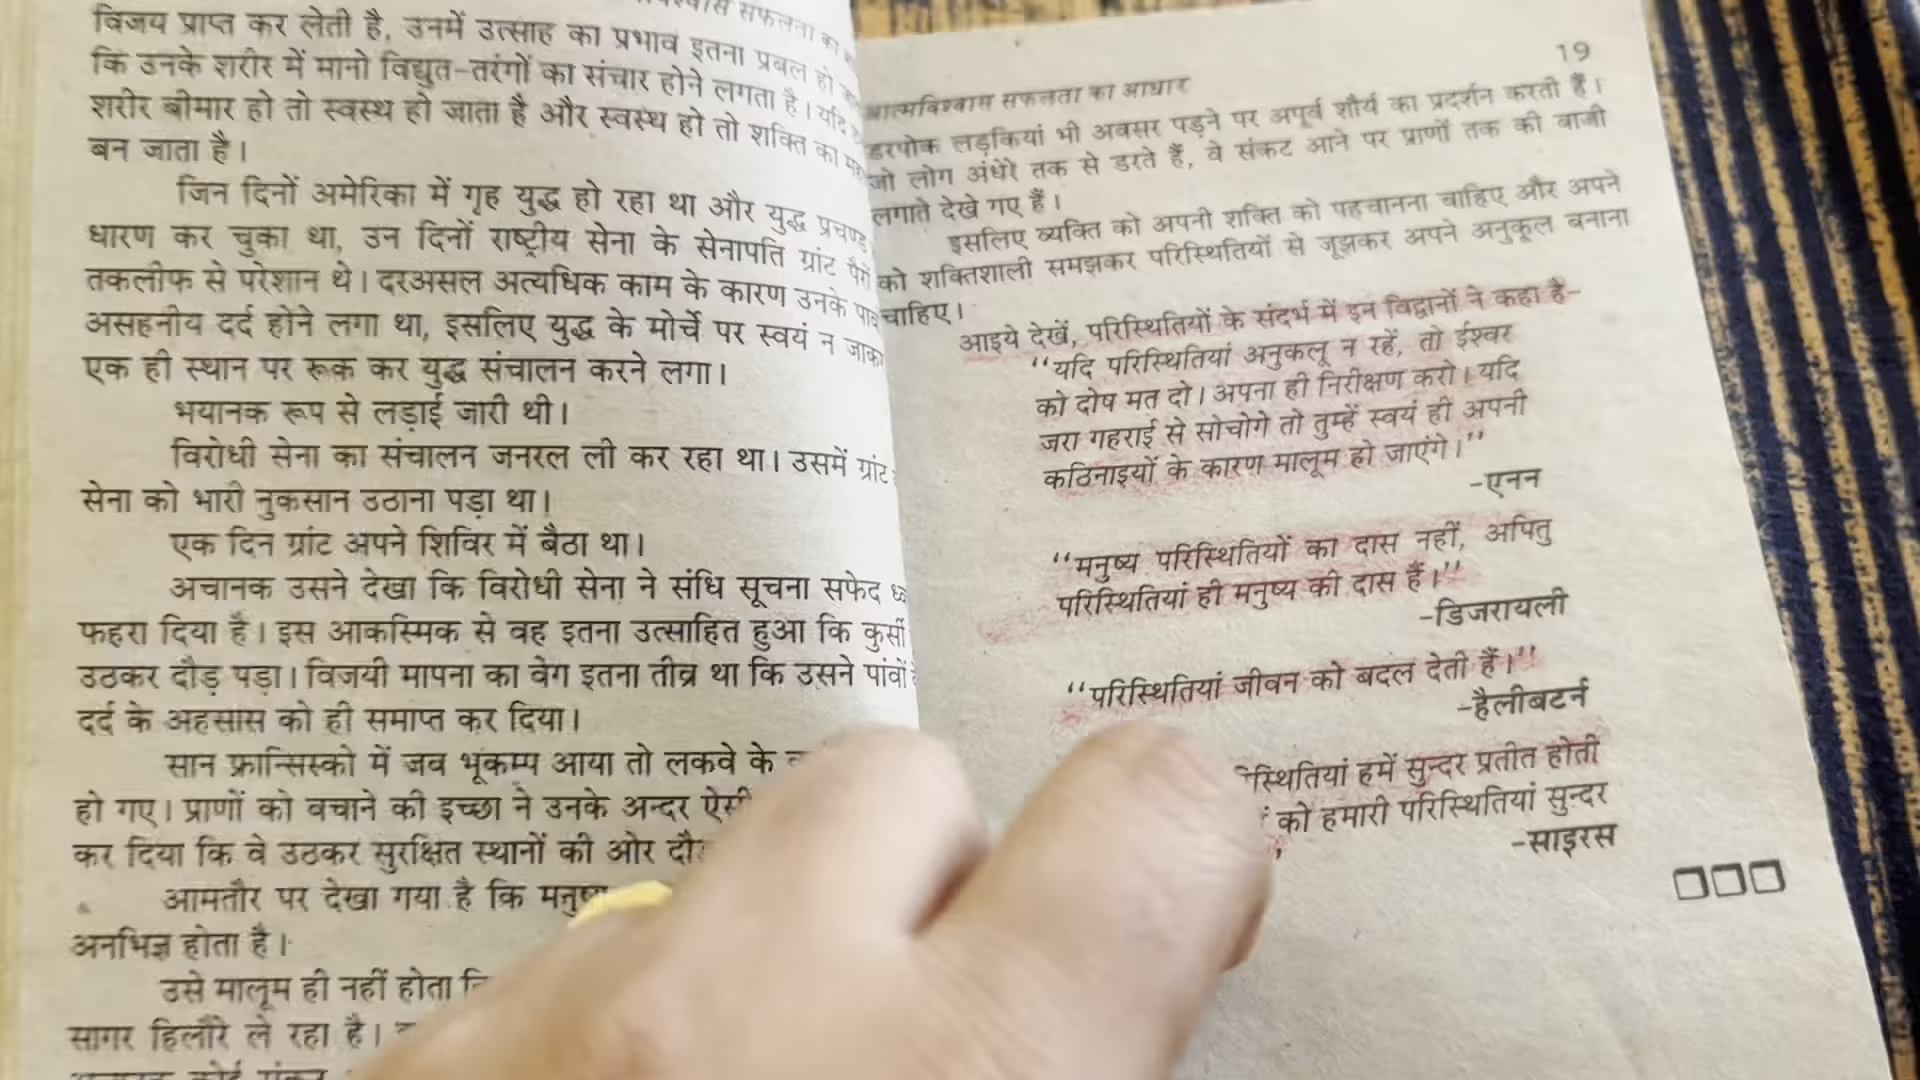 सफलता का
विजय प्राप्त कर लेती है, उनमें उत्साह का प्रभाव इतना प्रबल हो
कि उनके शरीर में मानो विद्युत-तरंगों का संचार होने लगता है। यदि
शरीर बीमार हो तो स्वस्थ हो जाता है और स्वस्थ हो तो शक्ति का
बन जाता है।
जिन दिनों अमेरिका में गृह युद्ध हो रहा था और युद्ध प्रचण्ड
धारण कर चुका था, उन दिनों राष्ट्रीय सेना के सेनापति ग्रांट पैरों
तकलीफ से परेशान थे। दरअसल अत्यधिक काम के कारण उनके
असहनीय दर्द होने लगा था, इसलिए युद्ध के मोर्चे पर स्वयं न
एक ही स्थान पर रूक कर युद्ध संचालन करने लगा।
भयानक रूप से लड़ाई जारी थी।
विरोधी सेना का संचालन जनरल ली कर रहा था। उसमें ग्रांट
सेना को भारी नुकसान उठाना पड़ा था।
एक दिन ग्रांट अपने शिविर में बैठा था।
अचानक उसने देखा कि विरोधी सेना ने संधि सूचना सफेद
फहरा दिया है। इस आकस्मिक से वह इतना उत्साहित हुआ कि कुर्सी
उठकर दौड़ पड़ा। विजयी मापना का वेग इतना तीव्र था कि उसने पांवों
दर्द के अहसास को ही समाप्त कर दिया।
सान फ्रान्सिस्को में जब भूकम्प आया तो लकवे के
हो गए। प्राणों को बचाने की इच्छा ने उनके अन्दर ऐसी
कर दिया कि वे उठकर सुरक्षित स्थानों की ओर
आमतौर पर देखा गया है कि
अनभिज्ञ होता है।
उसे मालूम ही नहीं होता
सागर हिलौरे ले रहा है।
19
आत्मविश्वास सफलता का आधार
डरपोक लड़कियां भी अवसर पड़ने पर अपूर्व शौर्य का प्रदर्शन करती हैं।
जो लोग अंधेरे तक से डरते हैं, वे संकट आने पर प्राणों तक की बाजी
लगाते देखे गए हैं।
इसलिए व्यक्ति को अपनी शक्ति को पहचानना चाहिए और अपने
को शक्तिशाली समझकर परिस्थितियों से जूझकर अपने अनुकूल बनाना
चाहिए।
आइये देखें, परिस्थितियों के संदर्भ में इन विद्वानों ने कहा है-
“यदि परिस्थितियां अनुकलू न रहें, तो ईश्वर
को दोष मत दो। अपना ही निरीक्षण करो। यदि
जरा गहराई से सोचोगे तो तुम्हें स्वयं ही अपनी
कठिनाइयों के कारण मालूम हो जाएंगे।”
-एनन
“मनुष्य परिस्थितियों का दास नहीं, अपितु
परिस्थितियां ही मनुष्य की दास हैं।”
-डिजरायली
“परिस्थितियां जीवन को बदल देती हैं।”
-हैलीबटर्न
हमें सुन्दर प्रतीत होती
को हमारी परिस्थितियां सुन्दर
-साइरस